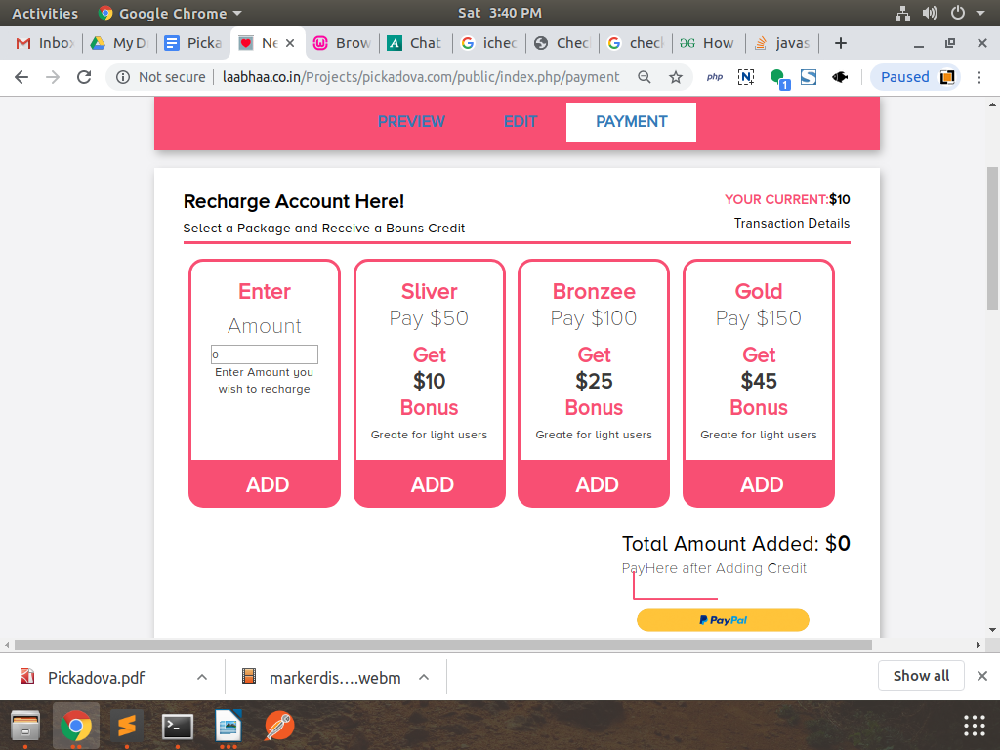 Activities Google Chrome Sat 3:40 PM
Inbo My D Picka Ne Brow Chat ichec Chec check How javas
Not secure laabhaa.co.in/Projects/pickadova.com/public/index.php/payment php N 1 S Paused
PREVIEW EDIT PAYMENT
Recharge Account Here!
YOUR CURRENT:$10
Select a Package and Receive a Bouns Credit
Transaction Details
Enter
Amount
0
Enter Amount you
wish to recharge
ADD
Sliver
Pay $50
Get
$10
Bonus
Greate for light users
ADD
Bronzee
Pay $100
Get
$25
Bonus
Greate for light users
ADD
Gold
Pay $150
Get
$45
Bonus
Greate for light users
ADD
Total Amount Added: $0
PayHere after Adding Credit
PayPal
Pickadova.pdf markerdis....webm Show all